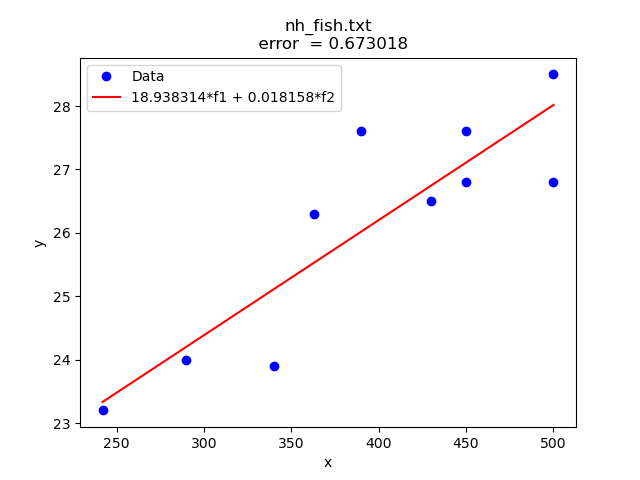 nh_fish.txt
error = 0.673018
Data
18.938314*f1 + 0.018158*f2
28
27
26
25
24
23
y
250
300
350
400
450
500
x